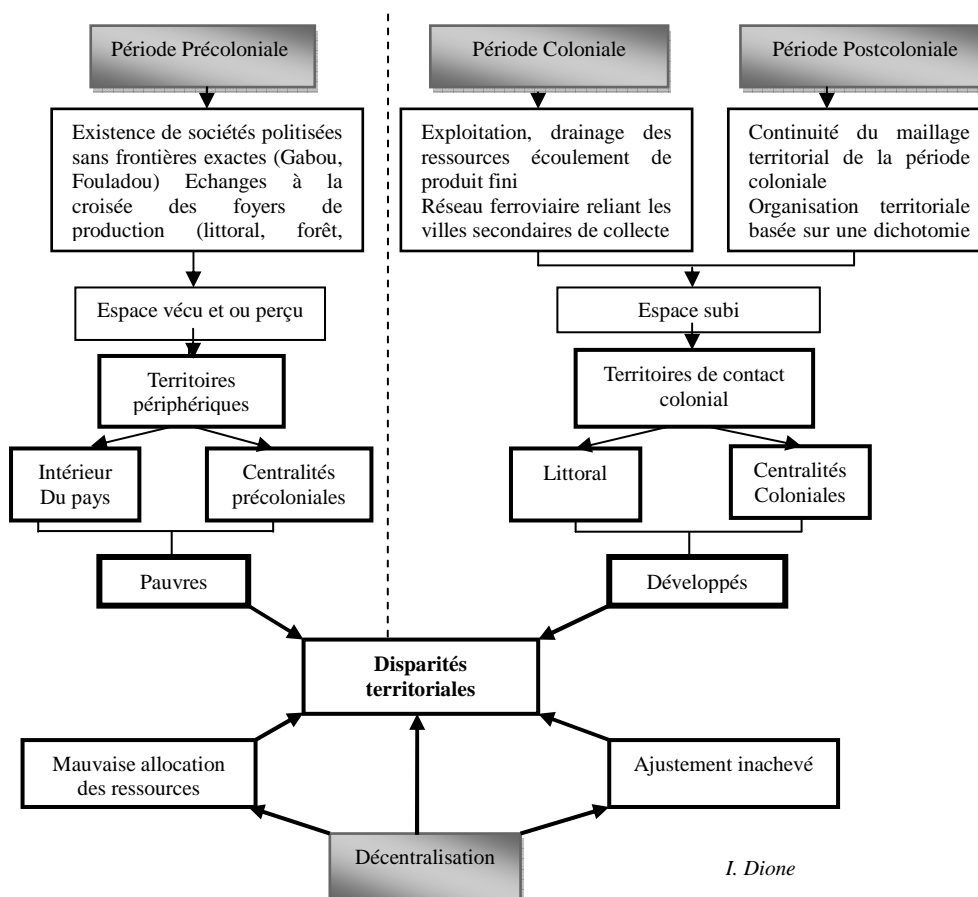 Période Précoloniale
Période Coloniale
Période Postcoloniale
Existence de sociétés politisées
sans frontières exactes (Gabou,
Fouladou) Echanges à la
croisée des foyers de
production (littoral, forêt,
Exploitation, drainage des
ressources écoulement de
produit fini
Réseau ferroviaire reliant les
villes secondaires de collecte
Continuité du maillage
territorial de la période
coloniale
Organisation territoriale
basée sur une dichotomie
Espace vécu et ou perçu
Espace subi
Territoires
périphériques
Territoires de contact
colonial
Intérieur
Du pays
Centralités
précoloniales
Littoral
Centralités
Coloniales
Pauvres
Développés
Disparités
territoriales
Mauvaise allocation
des ressources
Ajustement inachevé
Décentralisation
I. Dione